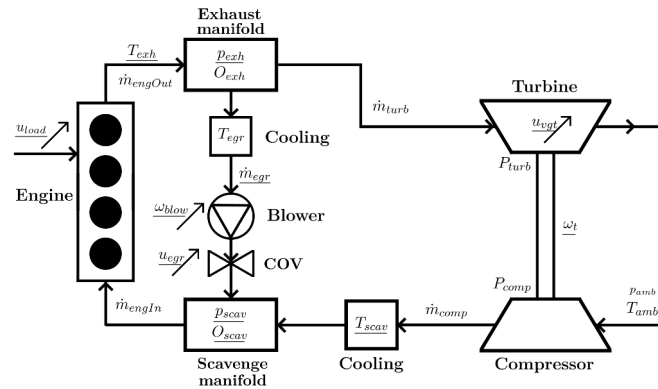 Exhaust
manifold
T_exh
p_exh
O_exh
ṁ_engOut
ṁ_turb
Turbine
u_vgt
u_load
T_egr
Cooling
P_turb
Engine
ṁ_egr
ω_blow
Blower
ω_t
u_egr
COV
P_comp
p_amb
T_amb
ṁ_engIn
p_scav
O_scav
T_scav
ṁ_comp
Scavenge
manifold
Cooling
Compressor